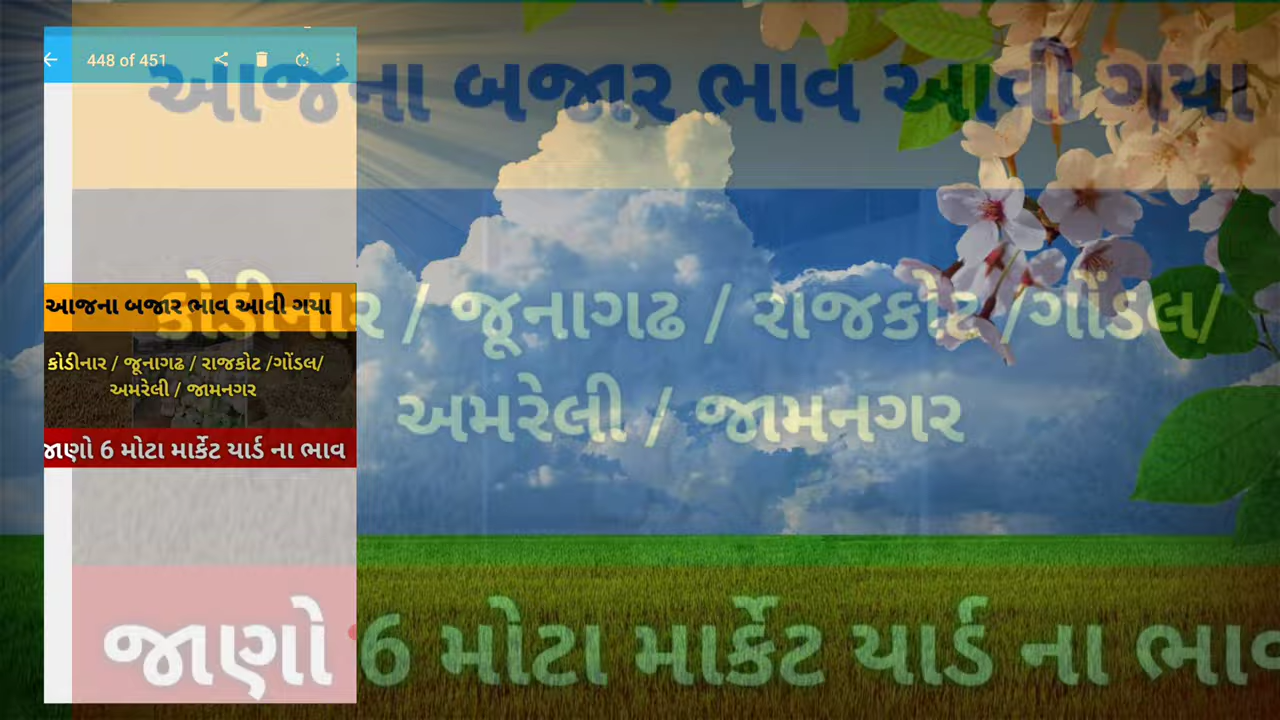 448 of 451
આજના બજાર ભાવ આવી ગયા
કોડીનાર / જૂનાગઢ / રાજકોટ /ગોંડલ/
અમરેલી / જામનગર
જાણો 6 મોટા માર્કેટ યાર્ડ ના ભાવ
આજના બજાર ભાવ આવી ગયા
કોડીનાર / જૂનાગઢ / રાજકોટ /ગોંડલ/
અમરેલી / જામનગર
જાણો 6 મોટા માર્કેટ યાર્ડ ના ભાવ